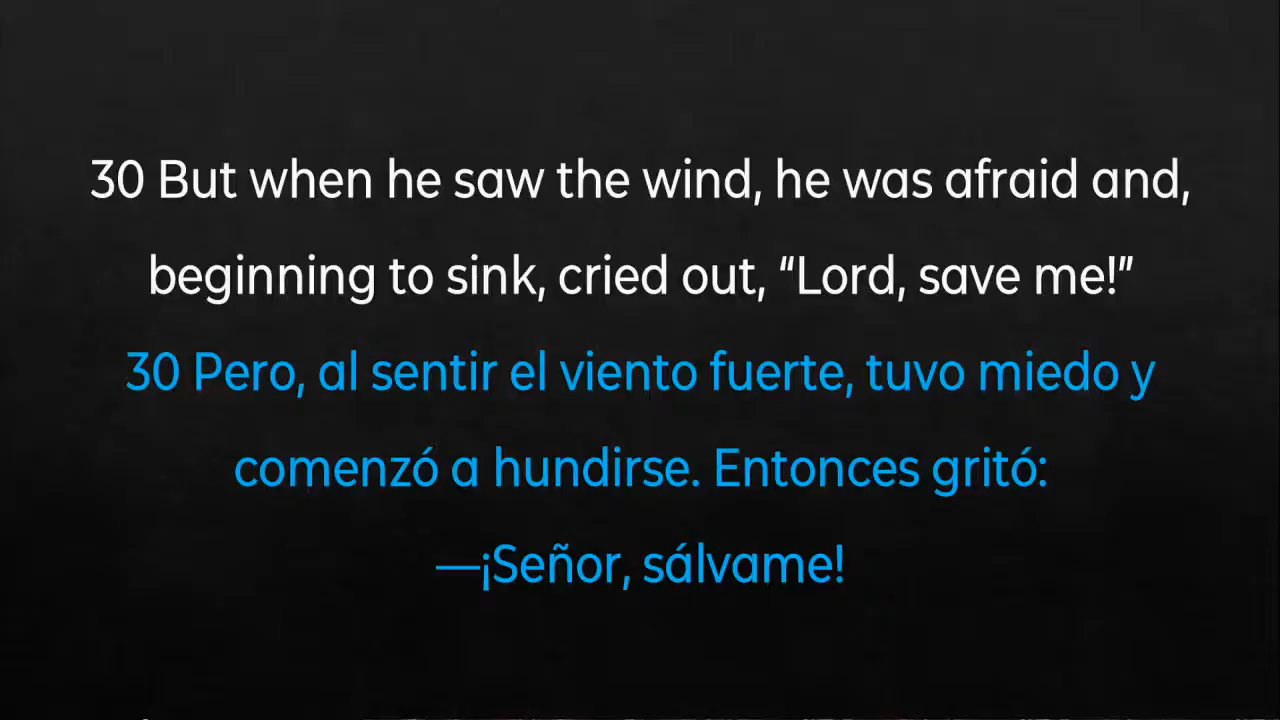 30 But when he saw the wind, he was afraid and,
beginning to sink, cried out, “Lord, save me!”
30 Pero, al sentir el viento fuerte, tuvo miedo y
comenzó a hundirse. Entonces gritó:
—¡Señor, sálvame!